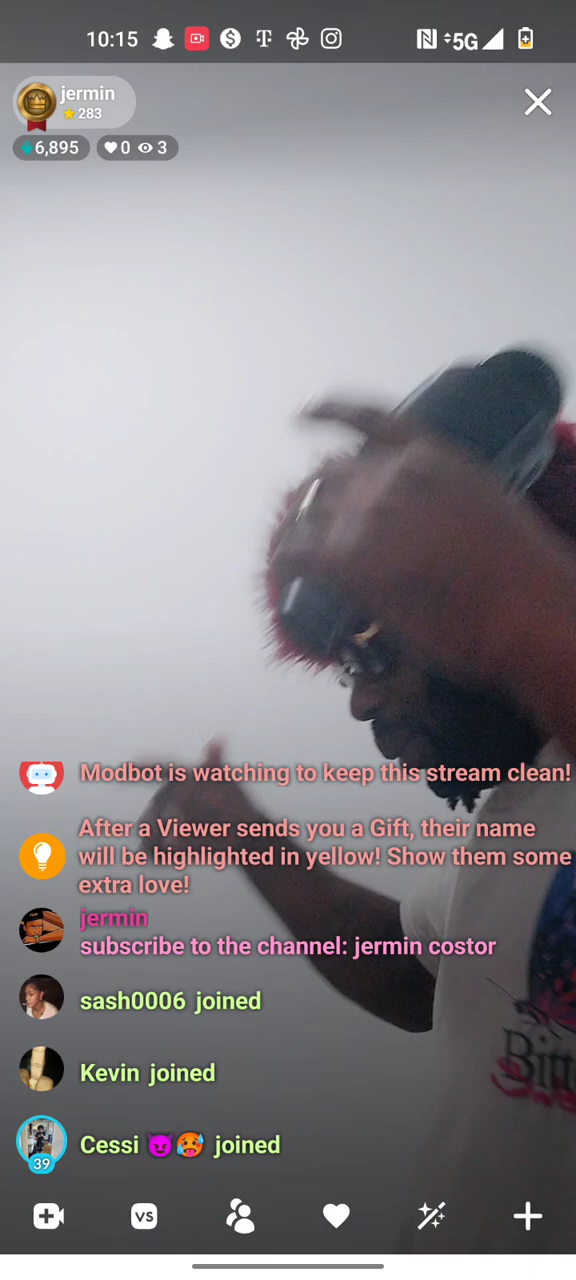 10:15
5G
jermin
283
6,895
0
3
Modbot is watching to keep this stream clean!
After a Viewer sends you a Gift, their name
will be highlighted in yellow! Show them some
extra love!
jermin
subscribe to the channel: jermin costor
sash0006 joined
Kevin joined
Cessi 😈🥵 joined
39
VS